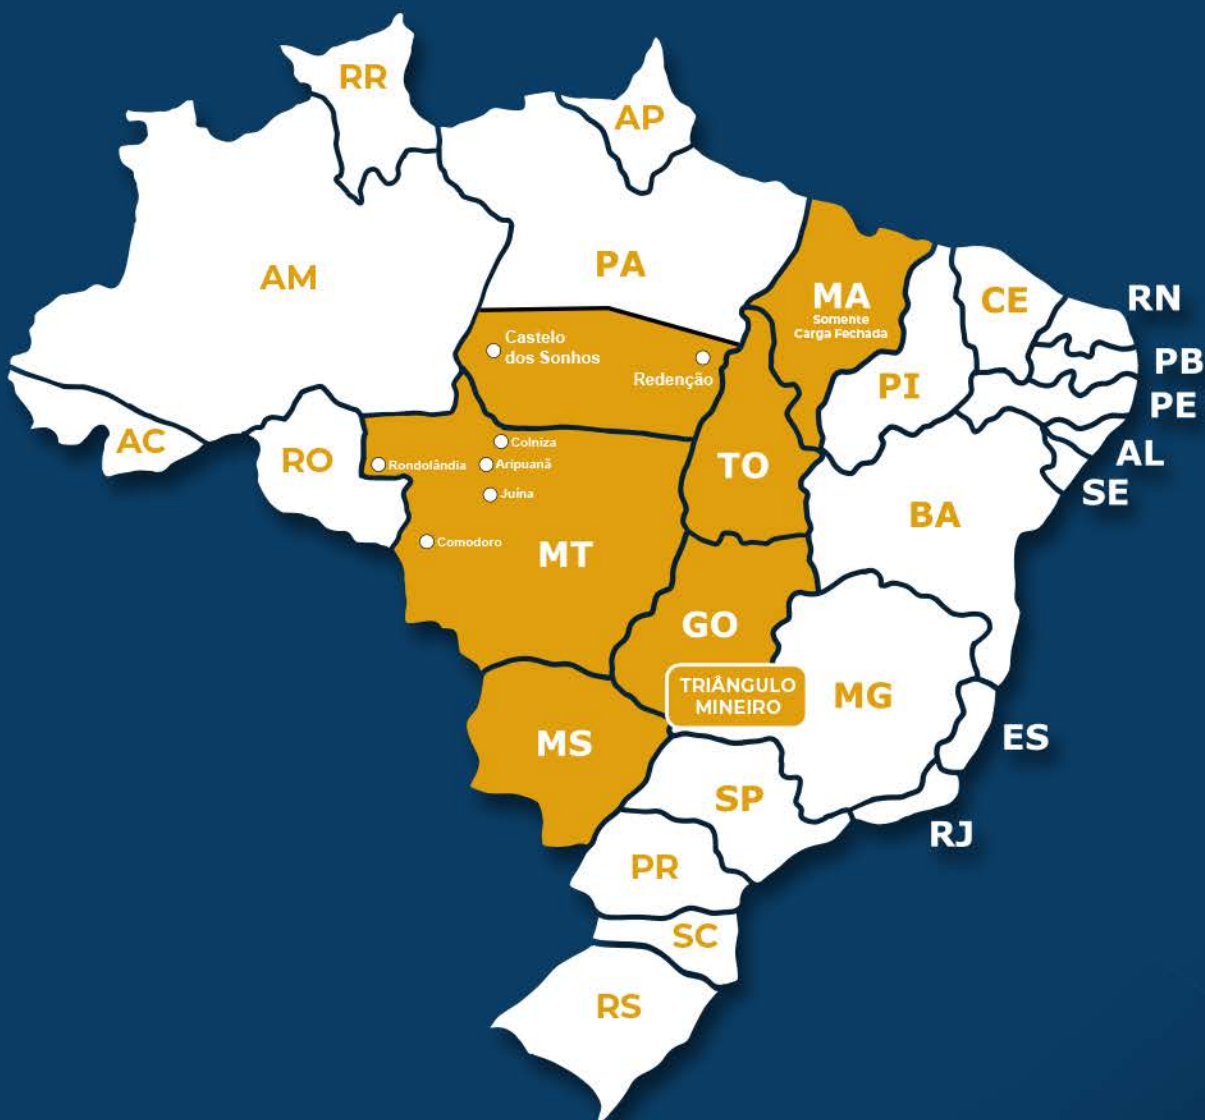 RR
AP
AM
PA
MA
Somente
Carga Fechada
CE
RN
PB
PE
AL
SE
PI
Castelo
dos Sonhos
Redenção
AC
RO
Colniza
Rondolândia
Aripuanã
Juína
Comodoro
TO
BA
MT
GO
TRIÂNGULO
MINEIRO
MG
MS
ES
SP
RJ
PR
SC
RS